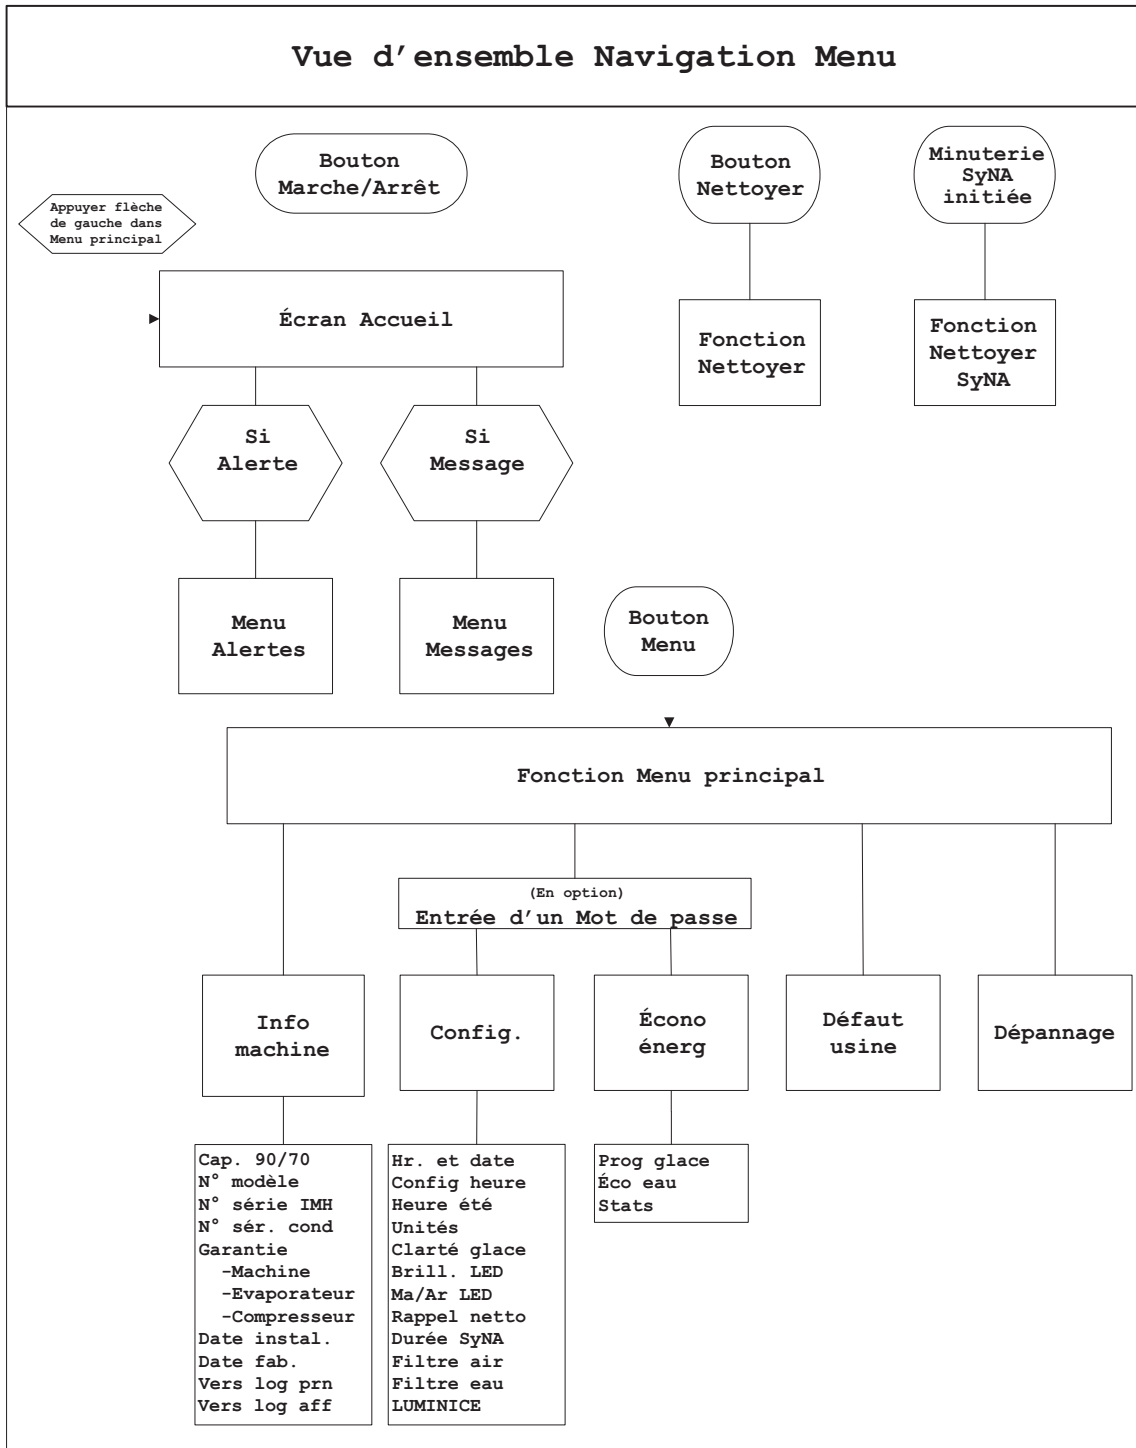 Vue d'ensemble Navigation Menu
Bouton
Marche/Arrêt
Bouton
Nettoyer
Minuterie
SyNA
initiée
Appuyer flèche
de gauche dans
Menu principal
Écran Accueil
Fonction
Nettoyer
Fonction
Nettoyer
SyNA
Si
Alerte
Si
Message
Menu
Alertes
Menu
Messages
Bouton
Menu
Fonction Menu principal
(En option)
Entrée d'un Mot de passe
Info
machine
Config.
Écono
énerg
Défaut
usine
Dépannage
Cap. 90/70
N° modèle
N° série IMH
N° sér. cond
Garantie
-Machine
-Evaporateur
-Compresseur
Date instal.
Date fab.
Vers log prn
Vers log aff
Hr. et date
Config heure
Heure été
Unités
Clarté glace
Brill. LED
Ma/Ar LED
Rappel netto
Durée SyNA
Filtre air
Filtre eau
LUMINICE
Prog glace
Éco eau
Stats